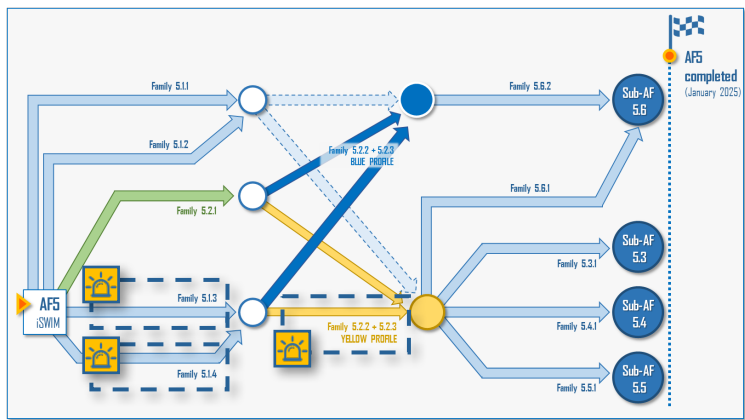 AF5
completed
(January 2025)
Family 5.1.1
Family 5.6.2
Sub-AF
5.6
Family 5.1.2
Family 5.2.2 + 5.2.3
BLUE PROFILE
Family 5.6.1
Family 5.2.1
Sub-AF
5.3
Family 5.3.1
AF5
iSWIM
Family 5.1.3
Family 5.2.2 + 5.2.3
YELLOW PROFILE
Sub-AF
5.4
Family 5.4.1
Family 5.1.4
Sub-AF
5.5
Family 5.5.1